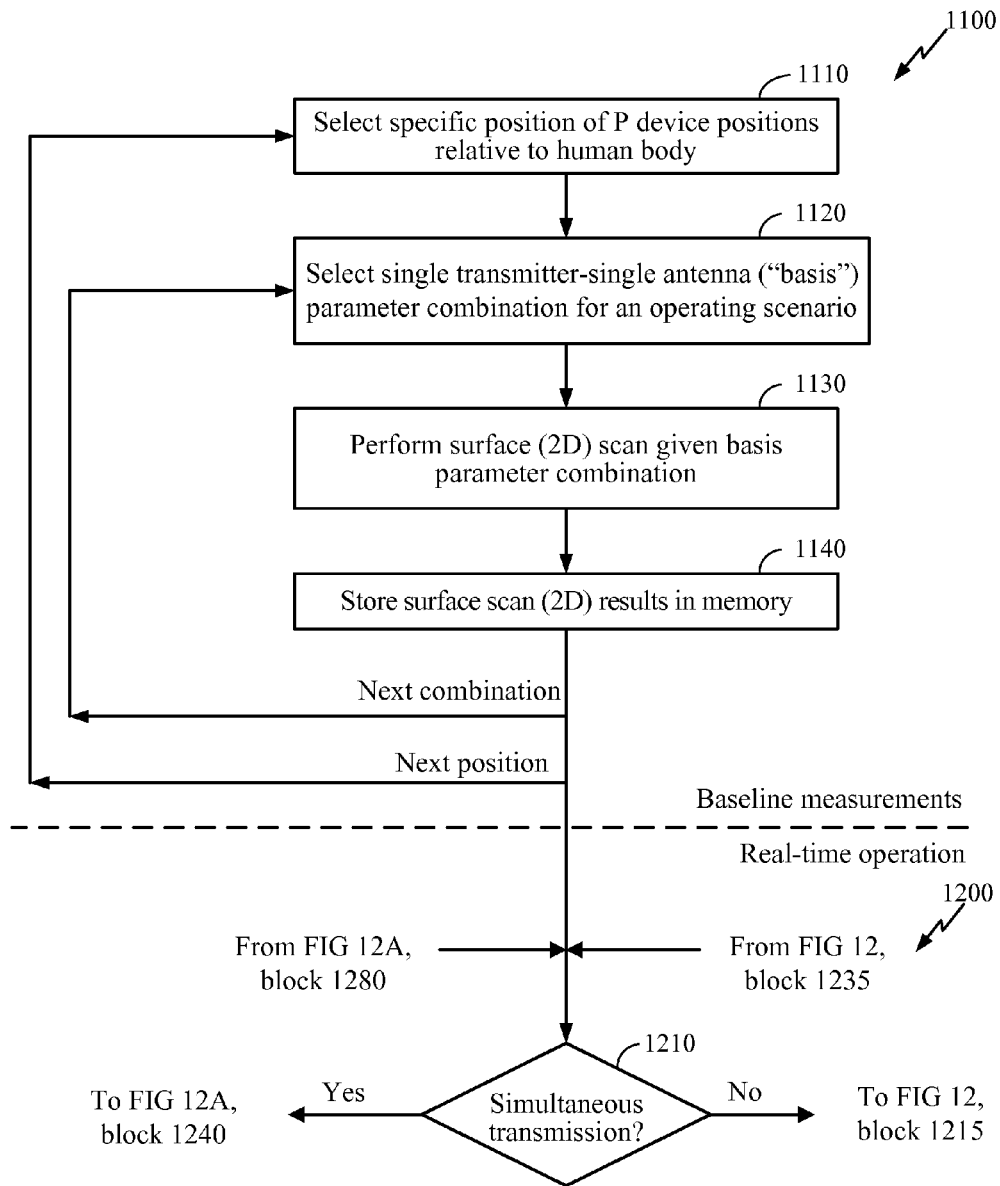 1100
1110
Select specific position of P device positions
relative to human body
1120
Select single transmitter-single antenna (“basis”)
parameter combination for an operating scenario
1130
Perform surface (2D) scan given basis
parameter combination
1140
Store surface scan (2D) results in memory
Next combination
Next position
Baseline measurements
Real-time operation
1200
From FIG 12A,
block 1280
From FIG 12,
block 1235
1210
Simultaneous
transmission?
Yes
To FIG 12A,
block 1240
No
To FIG 12,
block 1215